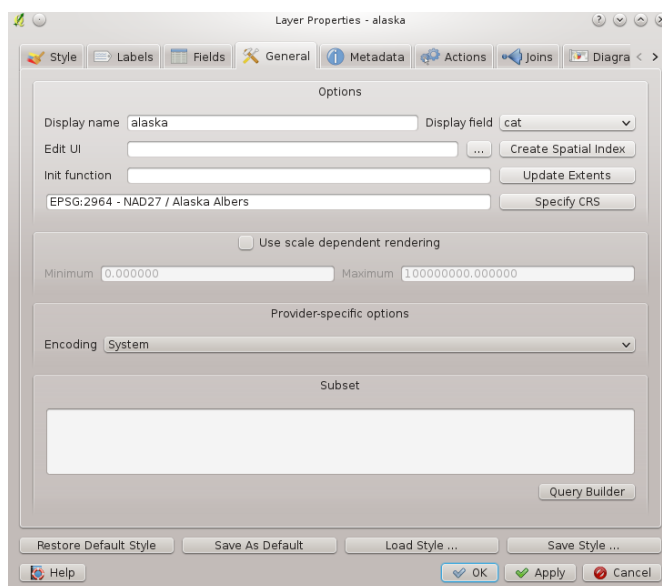 Layer Properties - alaska
Style Labels Fields General Metadata Actions Joins Diagra
Options
Display name alaska Display field cat
Edit UI ... Create Spatial Index
Init function Update Extents
EPSG:2964 - NAD27 / Alaska Albers Specify CRS
Use scale dependent rendering
Minimum 0.000000 Maximum 100000000.000000
Provider-specific options
Encoding System
Subset
Query Builder
Restore Default Style Save As Default Load Style ... Save Style ...
Help OK Apply Cancel